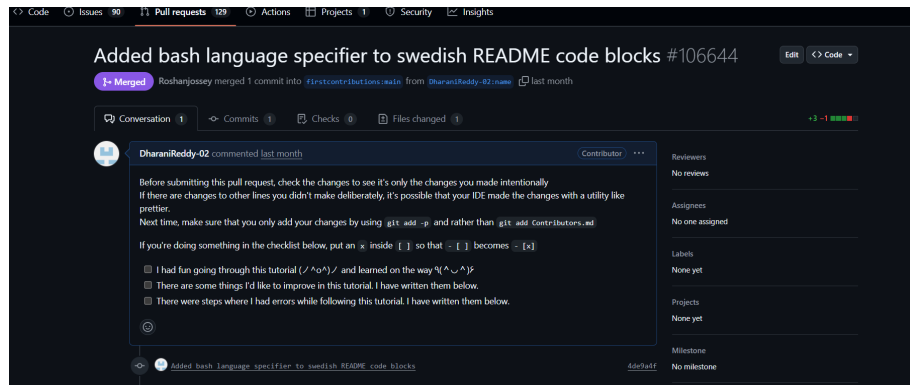 <> Code Issues 90 Pull requests 129 Actions Projects 1 Security Insights
Added bash language specifier to swedish README code blocks #106644
Edit <> Code
Merged Roshanjossey merged 1 commit into firstcontributions:main from DharaniReddy-02:name last month
Conversation 1 Commits 1 Checks 0 Files changed 1 +3 −1
DharaniReddy-02 commented last month Contributor ...
Before submitting this pull request, check the changes to see it's only the changes you made intentionally
If there are changes to other lines you didn't make deliberately, it's possible that your IDE made the changes with a utility like
prettier.
Next time, make sure that you only add your changes by using git add -p and rather than git add Contributors.md
If you're doing something in the checklist below, put an x inside [ ] so that - [ ] becomes - [x]
I had fun going through this tutorial (ノ^o^)ノ and learned on the way ٩(^◡^)۶
There are some things I'd like to improve in this tutorial. I have written them below.
There were steps where I had errors while following this tutorial. I have written them below.
Added bash language specifier to swedish README code blocks 4de9a4f
Reviewers
No reviews
Assignees
No one assigned
Labels
None yet
Projects
None yet
Milestone
No milestone